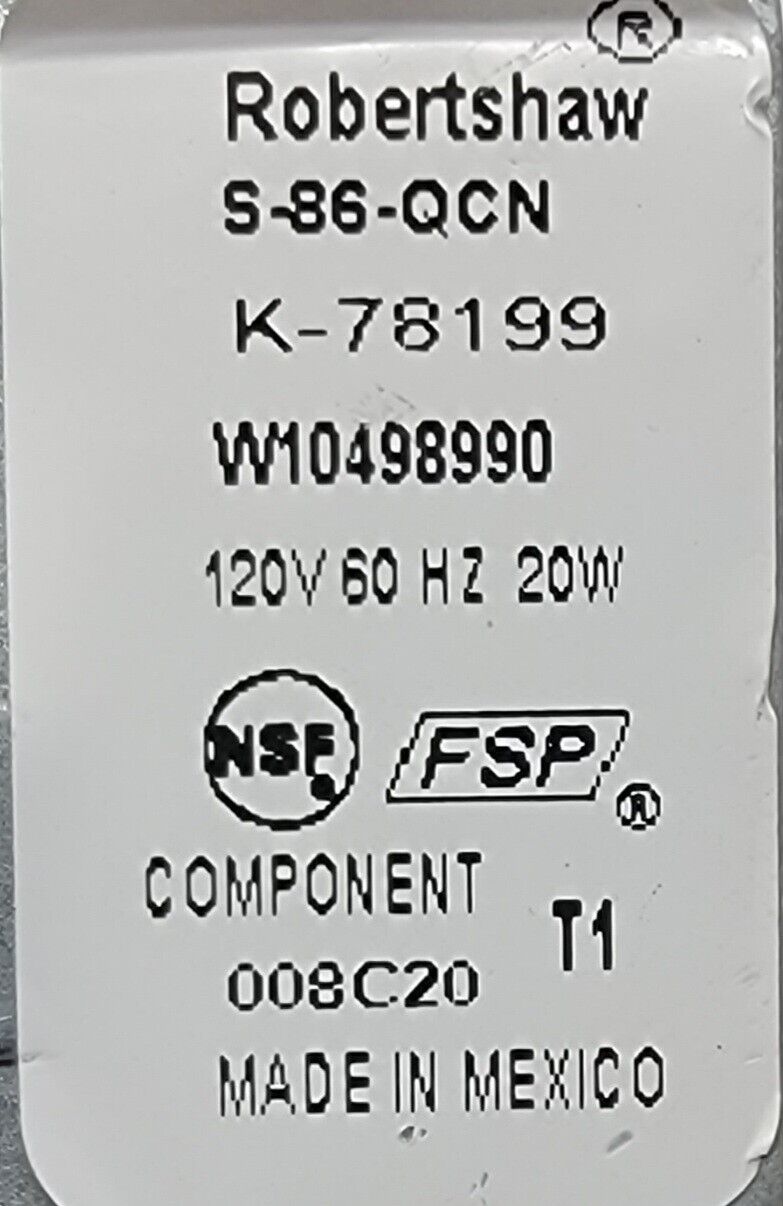 ®
Robertshaw
S-86-QCN
K-78199
W10498990
120V 60 HZ 20W
NSF. FSP ®
COMPONENT
T1
008C20
MADE IN MEXICO